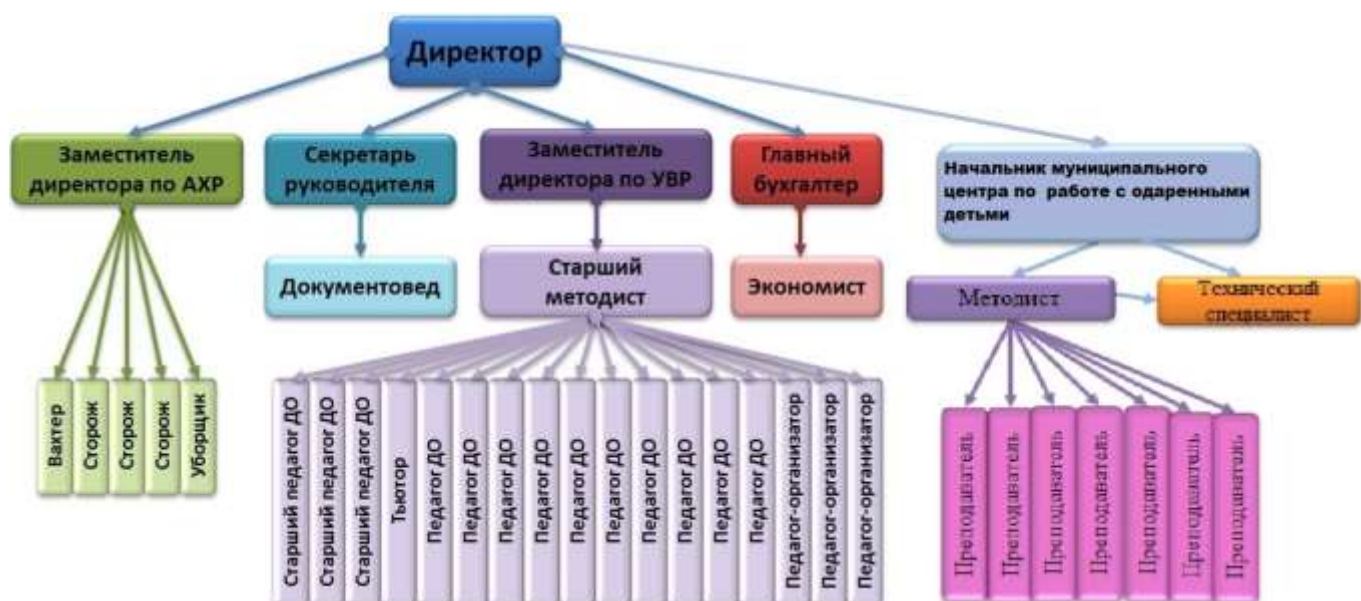 Директор
Заместитель
директора по АХР
Секретарь
руководителя
Заместитель
директора по УВР
Главный
бухгалтер
Начальник муниципального
центра по работе с одаренными
детьми
Документовед
Старший
методист
Экономист
Методист
Технический
специалист
Вахтер
Сторож
Сторож
Сторож
Уборщик
Старший педагог ДО
Старший педагог ДО
Старший педагог ДО
Тьютор
Педагог ДО
Педагог ДО
Педагог ДО
Педагог ДО
Педагог ДО
Педагог ДО
Педагог ДО
Педагог ДО
Педагог ДО
Педагог ДО
Педагог-организатор
Педагог-организатор
Педагог-организатор
Преподаватель
Преподаватель
Преподаватель
Преподаватель
Преподаватель
Преподаватель
Преподаватель